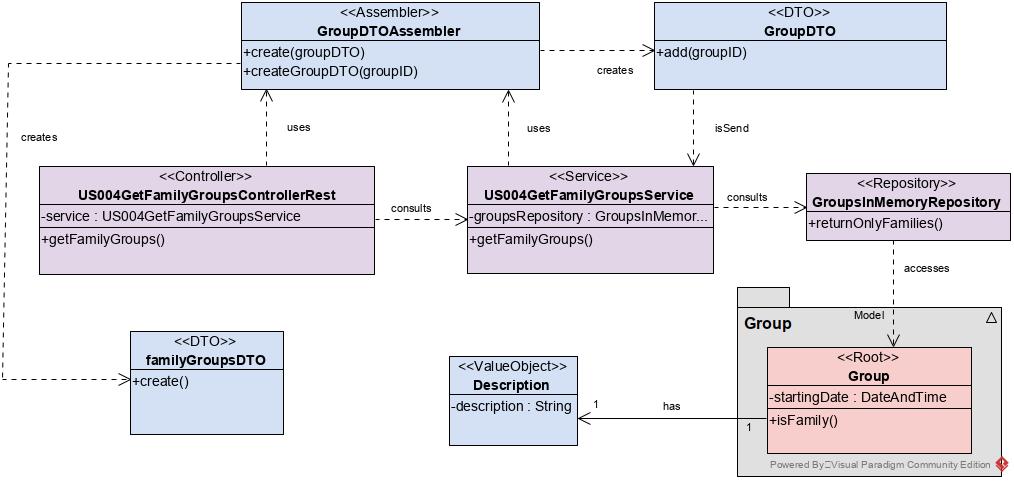 <<Assembler>>
GroupDTOAssembler
+create(groupDTO)
+createGroupDTO(groupID)
<<DTO>>
GroupDTO
+add(groupID)
creates
creates
uses
uses
isSend
<<Controller>>
US004GetFamilyGroupsControllerRest
-service : US004GetFamilyGroupsService
+getFamilyGroups()
consults
<<Service>>
US004GetFamilyGroupsService
-groupsRepository : GroupsInMemor...
+getFamilyGroups()
consults
<<Repository>>
GroupsInMemoryRepository
+returnOnlyFamilies()
accesses
Model
Group
<<Root>>
Group
-startingDate : DateAndTime
+isFamily()
<<DTO>>
familyGroupsDTO
+create()
<<ValueObject>>
Description
-description : String
1
has
1
Powered By Visual Paradigm Community Edition